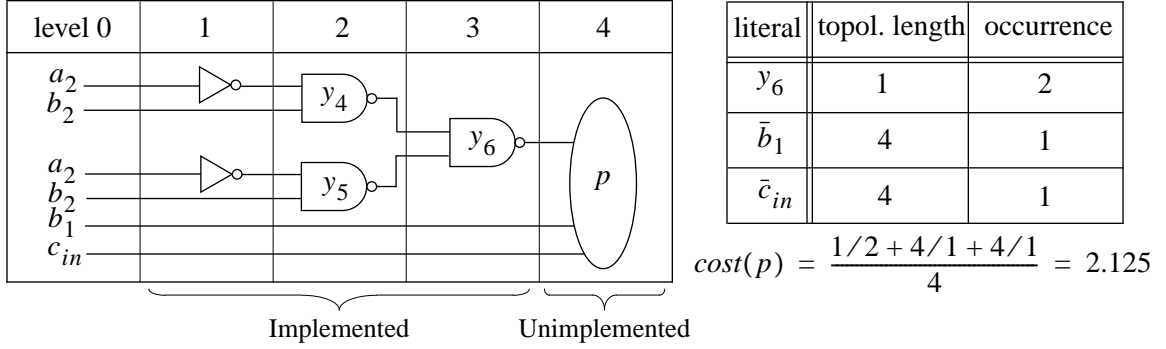 level 0 1 2 3 4
a₂
b₂
y₄
y₆
a₂
b₂
y₅
p
b₁
c_in
Implemented Unimplemented
literal topol. length occurrence
y₆ 1 2
b̄₁ 4 1
c̄_in 4 1
cost(p) = (1/2 + 4/1 + 4/1)/4 = 2.125